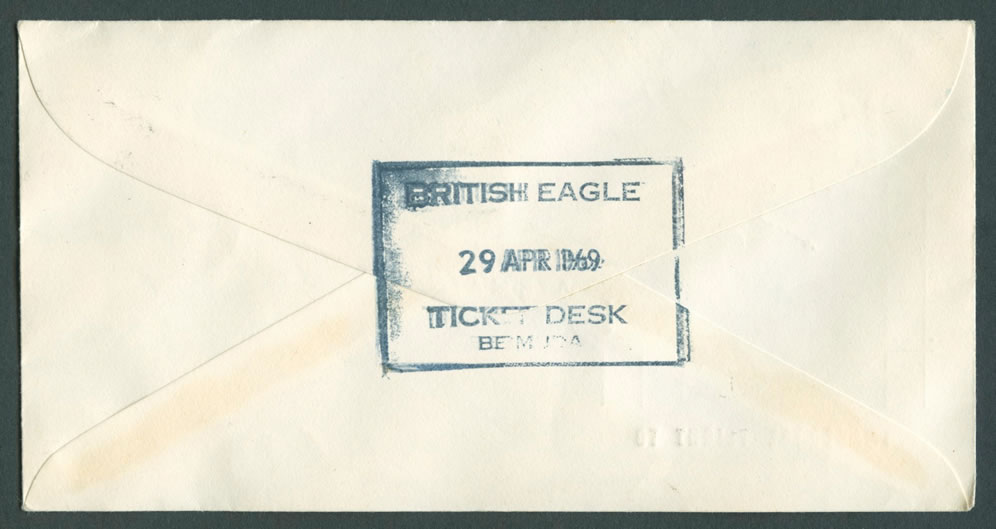 BRITISH EAGLE
29 APR 1969
TICKET DESK
BERMUDA